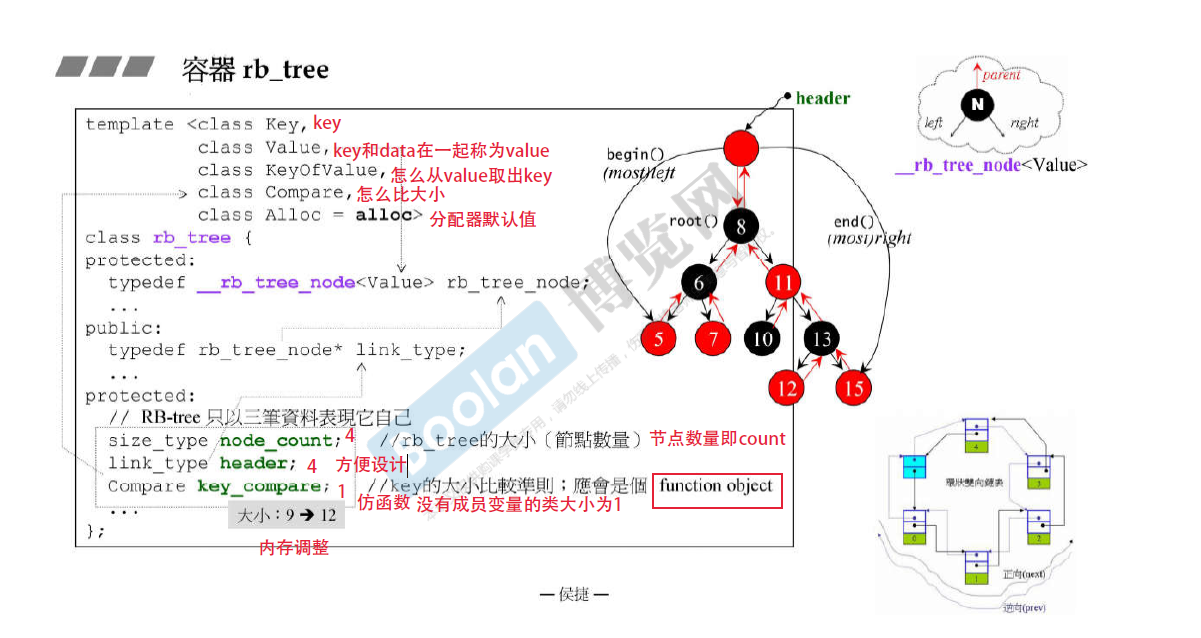 容器 rb_tree
template <class Key, key
class Value, key和data在一起称为value
class KeyOfValue, 怎么从value取出key
class Compare, 怎么比大小
class Alloc = alloc> 分配器默认值
class rb_tree {
protected:
typedef __rb_tree_node<Value> rb_tree_node;
...
public:
typedef rb_tree_node* link_type;
...
protected:
// RB-tree 只以三筆資料表現它自己
size_type node_count; 4 //rb_tree的大小（節點數量） 节点数量即count
link_type header; 4 方便设计
Compare key_compare; 1 //key的大小比較準則；應會是個 function object
仿函数 没有成员变量的类大小为1
...
大小：9 → 12
};
内存调整
header
begin()
(most)left
root()
end()
(most)right
8
6
11
5
7
10
13
12
15
parent
N
left
right
__rb_tree_node<Value>
4
3
環狀雙向鏈表
0
2
1
正向(next)
逆向(prev)
Boolan
博览网
— 侯捷 —